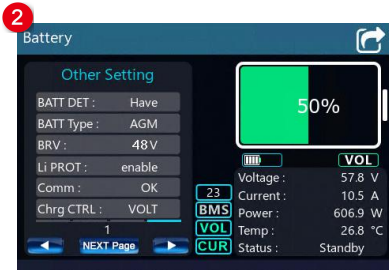 2
Battery
Other Setting
BATT DET : Have
BATT Type : AGM
BRV : 48 V
Li PROT : enable
Comm : OK
Chrg CTRL : VOLT
1
NEXT Page
50%
VOL
23
BMS
VOL
CUR
Voltage : 57.8 V
Current : 10.5 A
Power : 606.9 W
Temp : 26.8 °C
Status : Standby